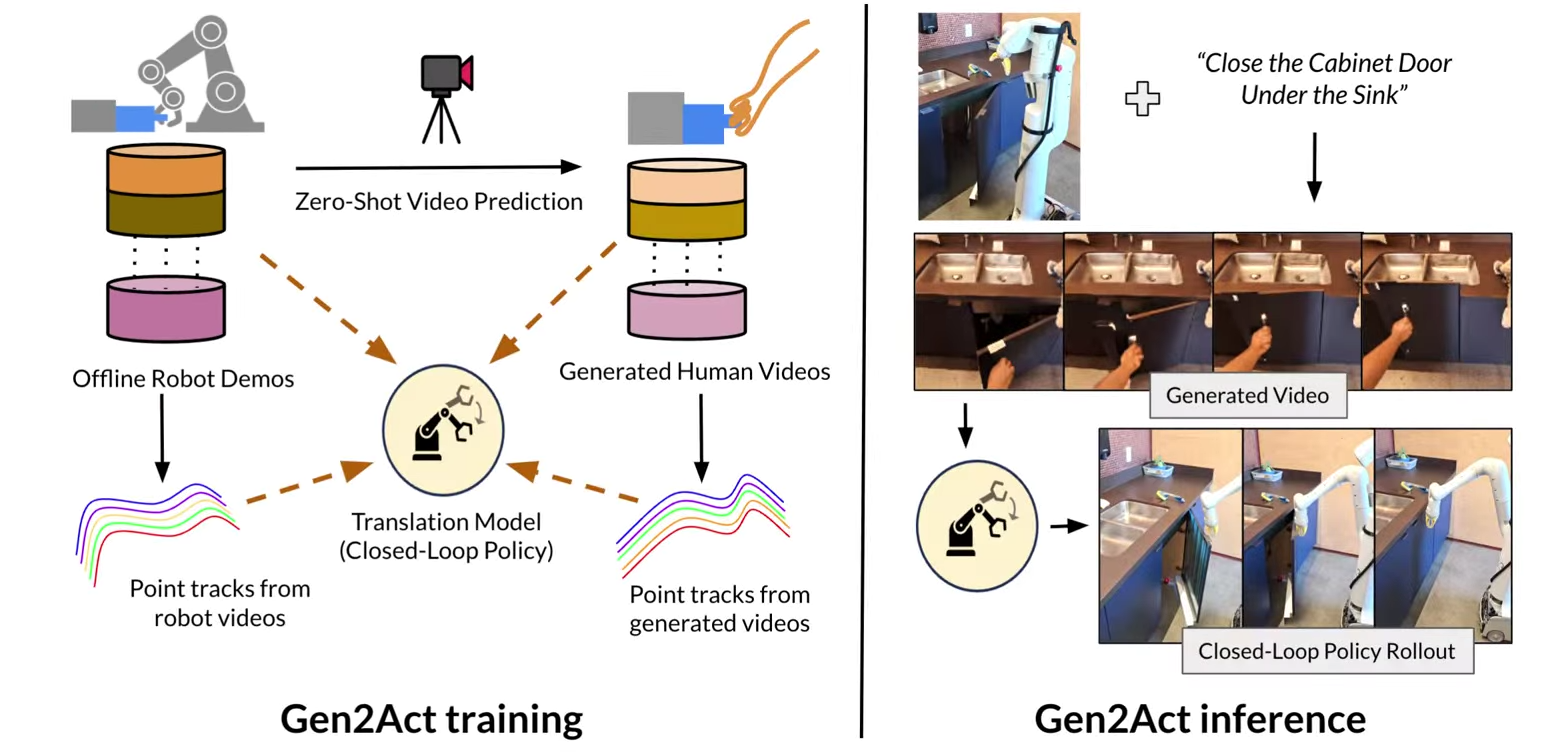 Zero-Shot Video Prediction
Offline Robot Demos
Generated Human Videos
Translation Model
(Closed-Loop Policy)
Point tracks from
robot videos
Point tracks from
generated videos
Gen2Act training
“Close the Cabinet Door
Under the Sink”
Generated Video
Closed-Loop Policy Rollout
Gen2Act inference